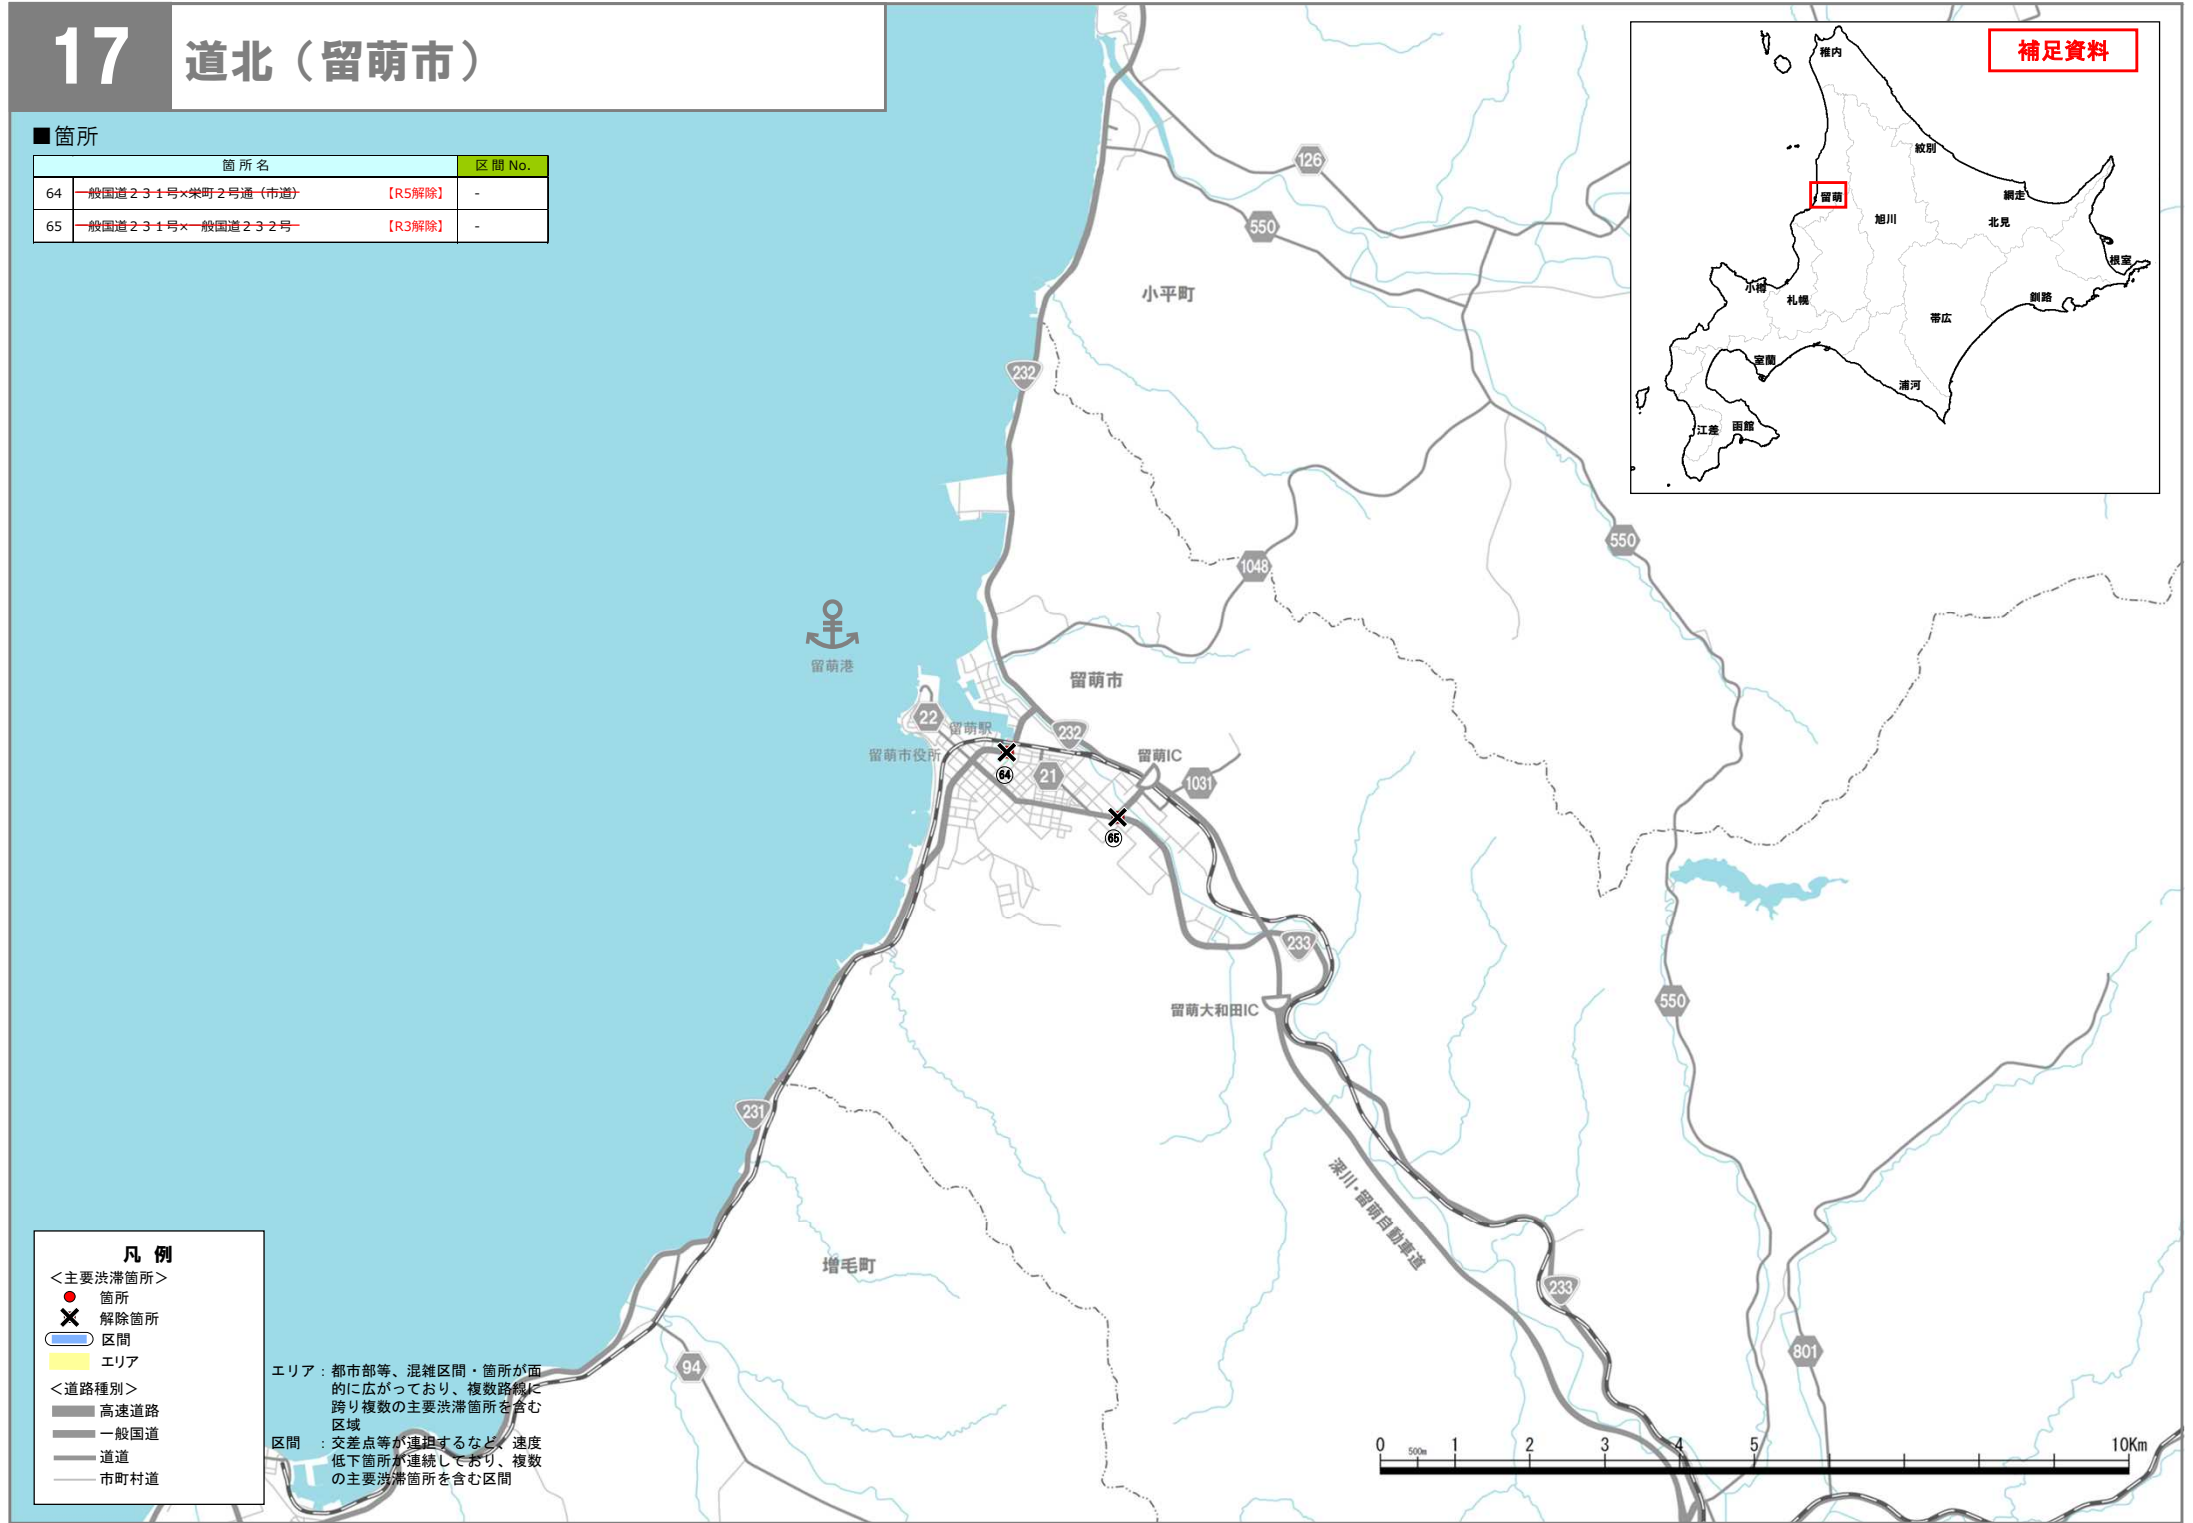 17 道北（留萌市）
補足資料
■箇所
箇所名 区間 No.
64 一般国道２３１号×栄町２号通（市道） 【R5解除】 -
65 一般国道２３１号×一般国道２３２号 【R3解除】 -
稚内
紋別
留萌
網走
旭川
北見
根室
小樽
札幌
釧路
帯広
室蘭
浦河
江差
函館
126
550
小平町
232
550
1048
留萌港
留萌市
22
留萌駅
232
留萌市役所
留萌IC
64
21
1031
65
233
留萌大和田IC
550
231
深川・留萌自動車道
増毛町
233
94
801
凡 例
＜主要渋滞箇所＞
箇所
解除箇所
区間
エリア
＜道路種別＞
高速道路
一般国道
道道
市町村道
エリア：都市部等、混雑区間・箇所が面
的に広がっており、複数路線に
跨り複数の主要渋滞箇所を含む
区域
区間　：交差点等が連担するなど、速度
低下箇所が連続しており、複数
の主要渋滞箇所を含む区間
0 500m 1 2 3 4 5 10Km